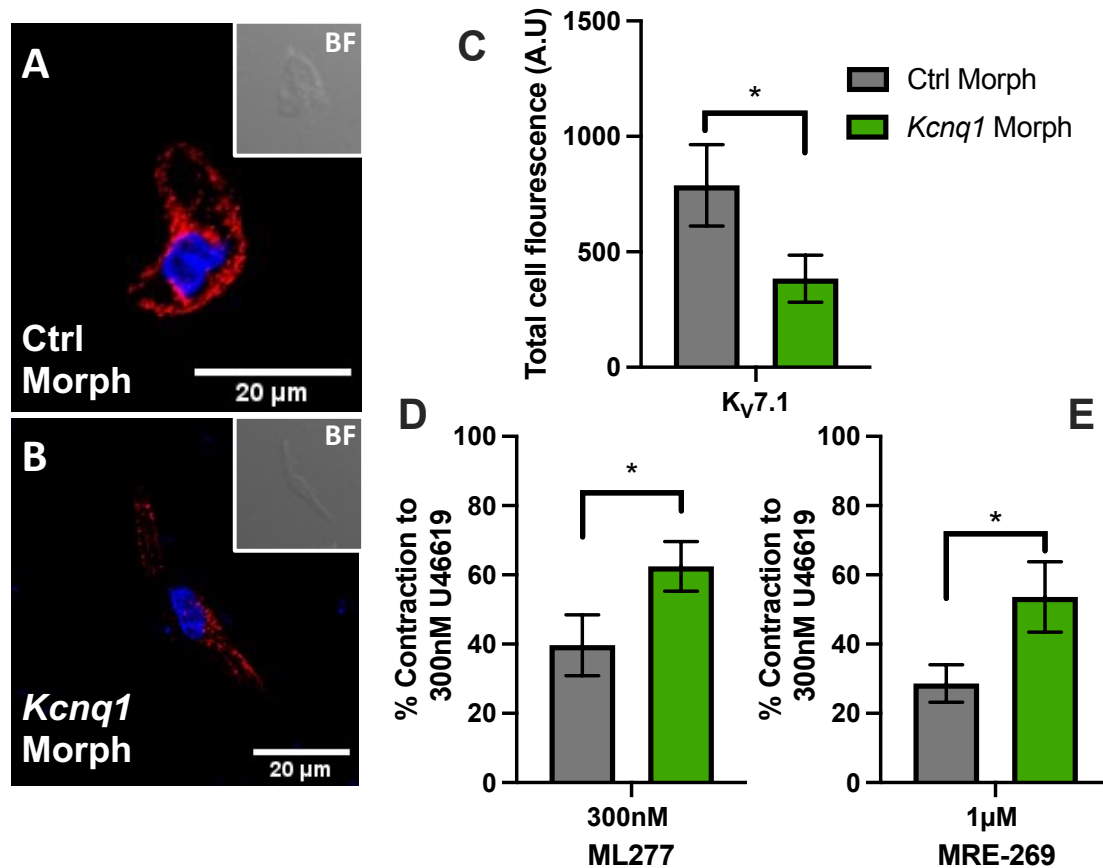 A
BF
Ctrl
Morph
20 µm
B
BF
Kcnq1
Morph
20 µm
C
Total cell flourescence (A.U)
1500
1000
500
0
*
KV7.1
Ctrl Morph
Kcnq1 Morph
D
% Contraction to
300nM U46619
100
80
60
40
20
0
*
300nM
ML277
E
% Contraction to
300nM U46619
100
80
60
40
20
0
*
1µM
MRE-269